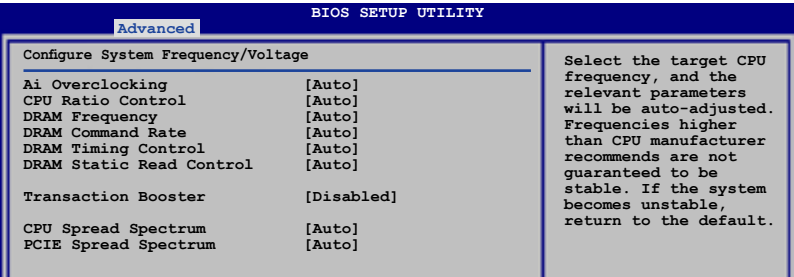 BIOS SETUP UTILITY
Advanced
Configure System Frequency/Voltage
Ai Overclocking [Auto]
CPU Ratio Control [Auto]
DRAM Frequency [Auto]
DRAM Command Rate [Auto]
DRAM Timing Control [Auto]
DRAM Static Read Control [Auto]
Transaction Booster [Disabled]
CPU Spread Spectrum [Auto]
PCIE Spread Spectrum [Auto]
Select the target CPU
frequency, and the
relevant parameters
will be auto-adjusted.
Frequencies higher
than CPU manufacturer
recommends are not
guaranteed to be
stable. If the system
becomes unstable,
return to the default.